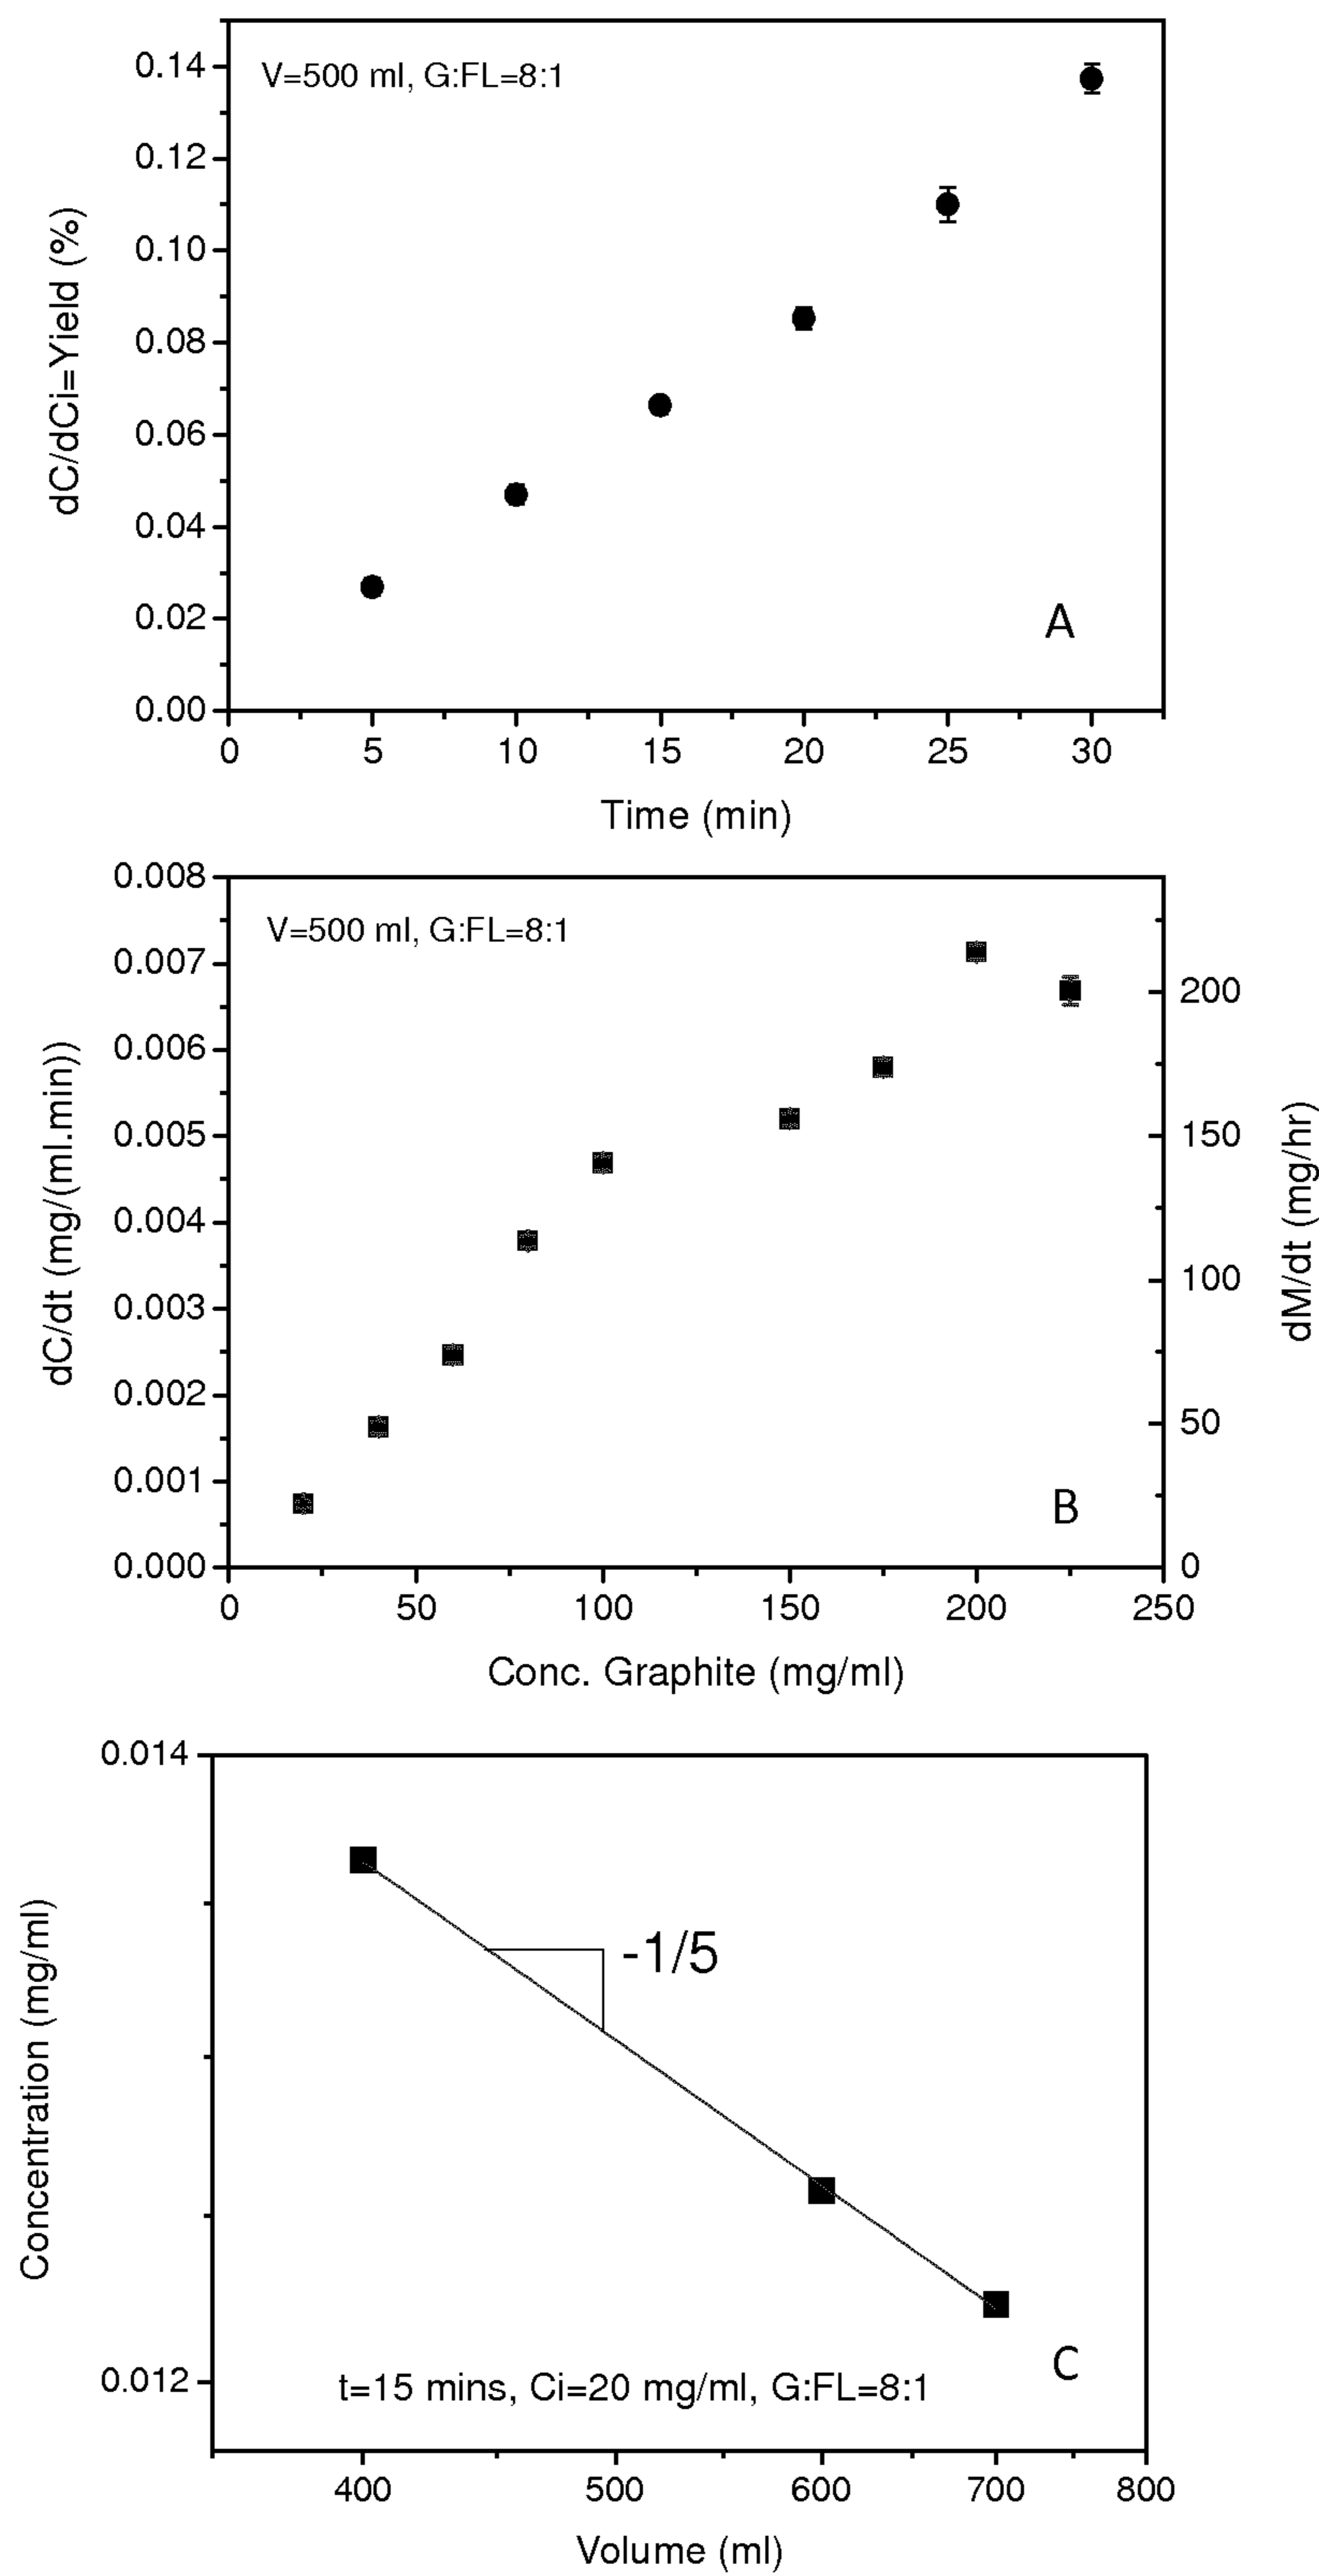 V=500 ml, G:FL=8:1
dC/dCi=Yield (%)
0.14
0.12
0.10
0.08
0.06
0.04
0.02
0.00
A
0 5 10 15 20 25 30
Time (min)
V=500 ml, G:FL=8:1
dC/dt (mg/(ml.min))
0.008
0.007
0.006
0.005
0.004
0.003
0.002
0.001
0.000
200
150
100
50
0
dM/dt (mg/hr)
B
0 50 100 150 200 250
Conc. Graphite (mg/ml)
Concentration (mg/ml)
0.014
-1/5
0.012
t=15 mins, Ci=20 mg/ml, G:FL=8:1
C
400 500 600 700 800
Volume (ml)